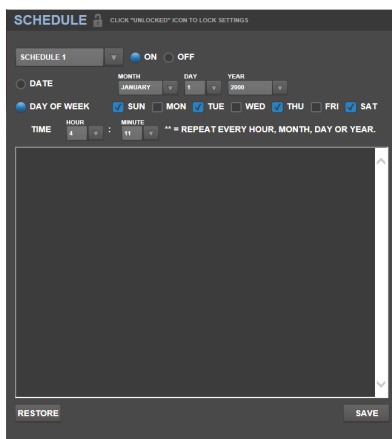 SCHEDULE CLICK "UNLOCKED" ICON TO LOCK SETTINGS
SCHEDULE 1 ON OFF
MONTH DAY YEAR
DATE JANUARY 1 2000
DAY OF WEEK SUN MON TUE WED THU FRI SAT
HOUR MINUTE
TIME 4 : 11 ** = REPEAT EVERY HOUR, MONTH, DAY OR YEAR.
RESTORE SAVE